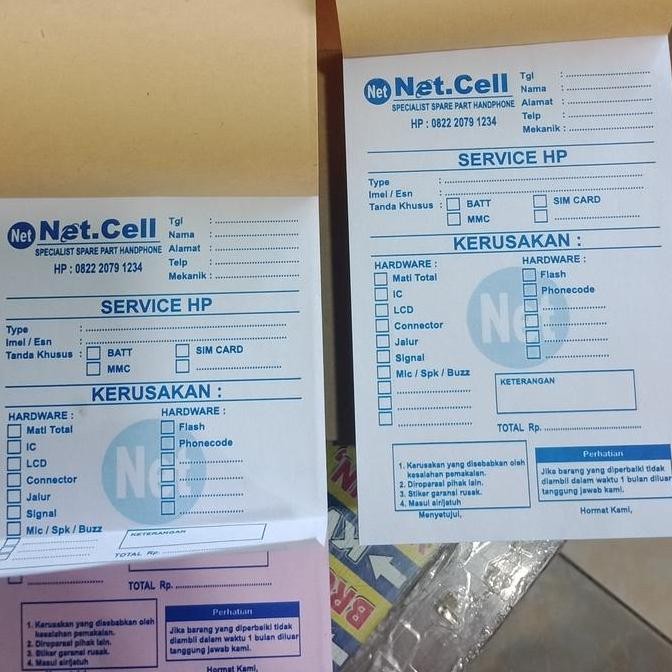 Net Net.Cell
SPECIALIST SPARE PART HANDPHONE
HP : 0822 2079 1234
Tgl :
Nama :
Alamat :
Telp :
Mekanik :
SERVICE HP
Type :
Imei / Esn :
Tanda Khusus : BATT SIM CARD
MMC
KERUSAKAN :
HARDWARE : HARDWARE :
Mati Total Flash
IC Phonecode
LCD
Connector
Jalur
Signal
Mic / Spk / Buzz
Net
KETERANGAN
TOTAL Rp.
TOTAL Rp.
1. Kerusakan yang disebabkan oleh
kesalahan pemakaian.
2. Diroparasi pihak lain.
3. Stiker garansi rusak.
4. Masul air/jatuh
Perhatian
Jika barang yang diperbaiki tidak
diambil dalam waktu 1 bulan diluar
tanggung jawab kami.
Hormat Kami,
Net Net.Cell
SPECIALIST SPARE PART HANDPHONE
HP : 0822 2079 1234
Tgl :
Nama :
Alamat :
Telp :
Mekanik :
SERVICE HP
Type :
Imei / Esn :
Tanda Khusus : BATT SIM CARD
MMC
KERUSAKAN :
HARDWARE : HARDWARE :
Mati Total Flash
IC Phonecode
LCD
Connector
Jalur
Signal
Mic / Spk / Buzz
Net
KETERANGAN
TOTAL Rp.
1. Kerusakan yang disebabkan oleh
kesalahan pemakalan.
2. Diroparasi pihak lain.
3. Stiker garansi rusak.
4. Masul air/jatuh
Menyetujui,
Perhatian
Jika barang yang diperbaiki tidak
diambil dalam waktu 1 bulan diluar
tanggung jawab kami.
Hormat Kami,